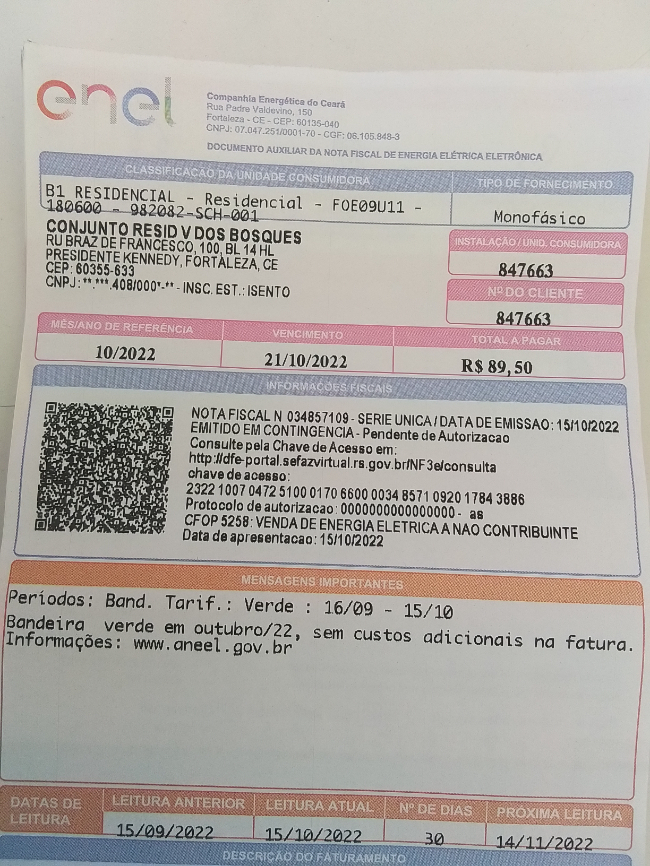 enel
Companhia Energética do Ceará
Rua Padre Valdevino, 150
Fortaleza - CE - CEP: 60135-040
CNPJ: 07.047.251/0001-70 - CGF: 06.105.848-3
DOCUMENTO AUXILIAR DA NOTA FISCAL DE ENERGIA ELÉTRICA ELETRÔNICA
CLASSIFICAÇÃO DA UNIDADE CONSUMIDORA
TIPO DE FORNECIMENTO
B1 RESIDENCIAL - Residencial - FOE09U11 -
180600 - 982082-SCH-001
Monofásico
CONJUNTO RESID V DOS BOSQUES
RU BRAZ DE FRANCESCO, 100, BL 14 HL
PRESIDENTE KENNEDY, FORTALEZA, CE
CEP: 60355-633
CNPJ: **.***.408/000*-** - INSC. EST.: ISENTO
INSTALAÇÃO / UNID. CONSUMIDORA
847663
Nº DO CLIENTE
847663
MÊS/ANO DE REFERÊNCIA
VENCIMENTO
TOTAL A PAGAR
10/2022
21/10/2022
R$ 89,50
INFORMAÇÕES FISCAIS
NOTA FISCAL N 034857109 - SERIE UNICA / DATA DE EMISSAO: 15/10/2022
EMITIDO EM CONTINGENCIA - Pendente de Autorizacao
Consulte pela Chave de Acesso em:
http://dfe-portal.sefazvirtual.rs.gov.br/NF3e/consulta
chave de acesso:
2322 1007 0472 5100 0170 6600 0034 8571 0920 1784 3886
Protocolo de autorizacao: 0000000000000000 - as
CFOP 5258: VENDA DE ENERGIA ELETRICA A NAO CONTRIBUINTE
Data de apresentacao: 15/10/2022
MENSAGENS IMPORTANTES
Períodos: Band. Tarif.: Verde : 16/09 - 15/10
Bandeira verde em outubro/22, sem custos adicionais na fatura.
Informações: www.aneel.gov.br
DATAS DE LEITURA
LEITURA ANTERIOR
LEITURA ATUAL
Nº DE DIAS
PRÓXIMA LEITURA
15/09/2022
15/10/2022
30
14/11/2022
DESCRIÇÃO DO FATURAMENTO